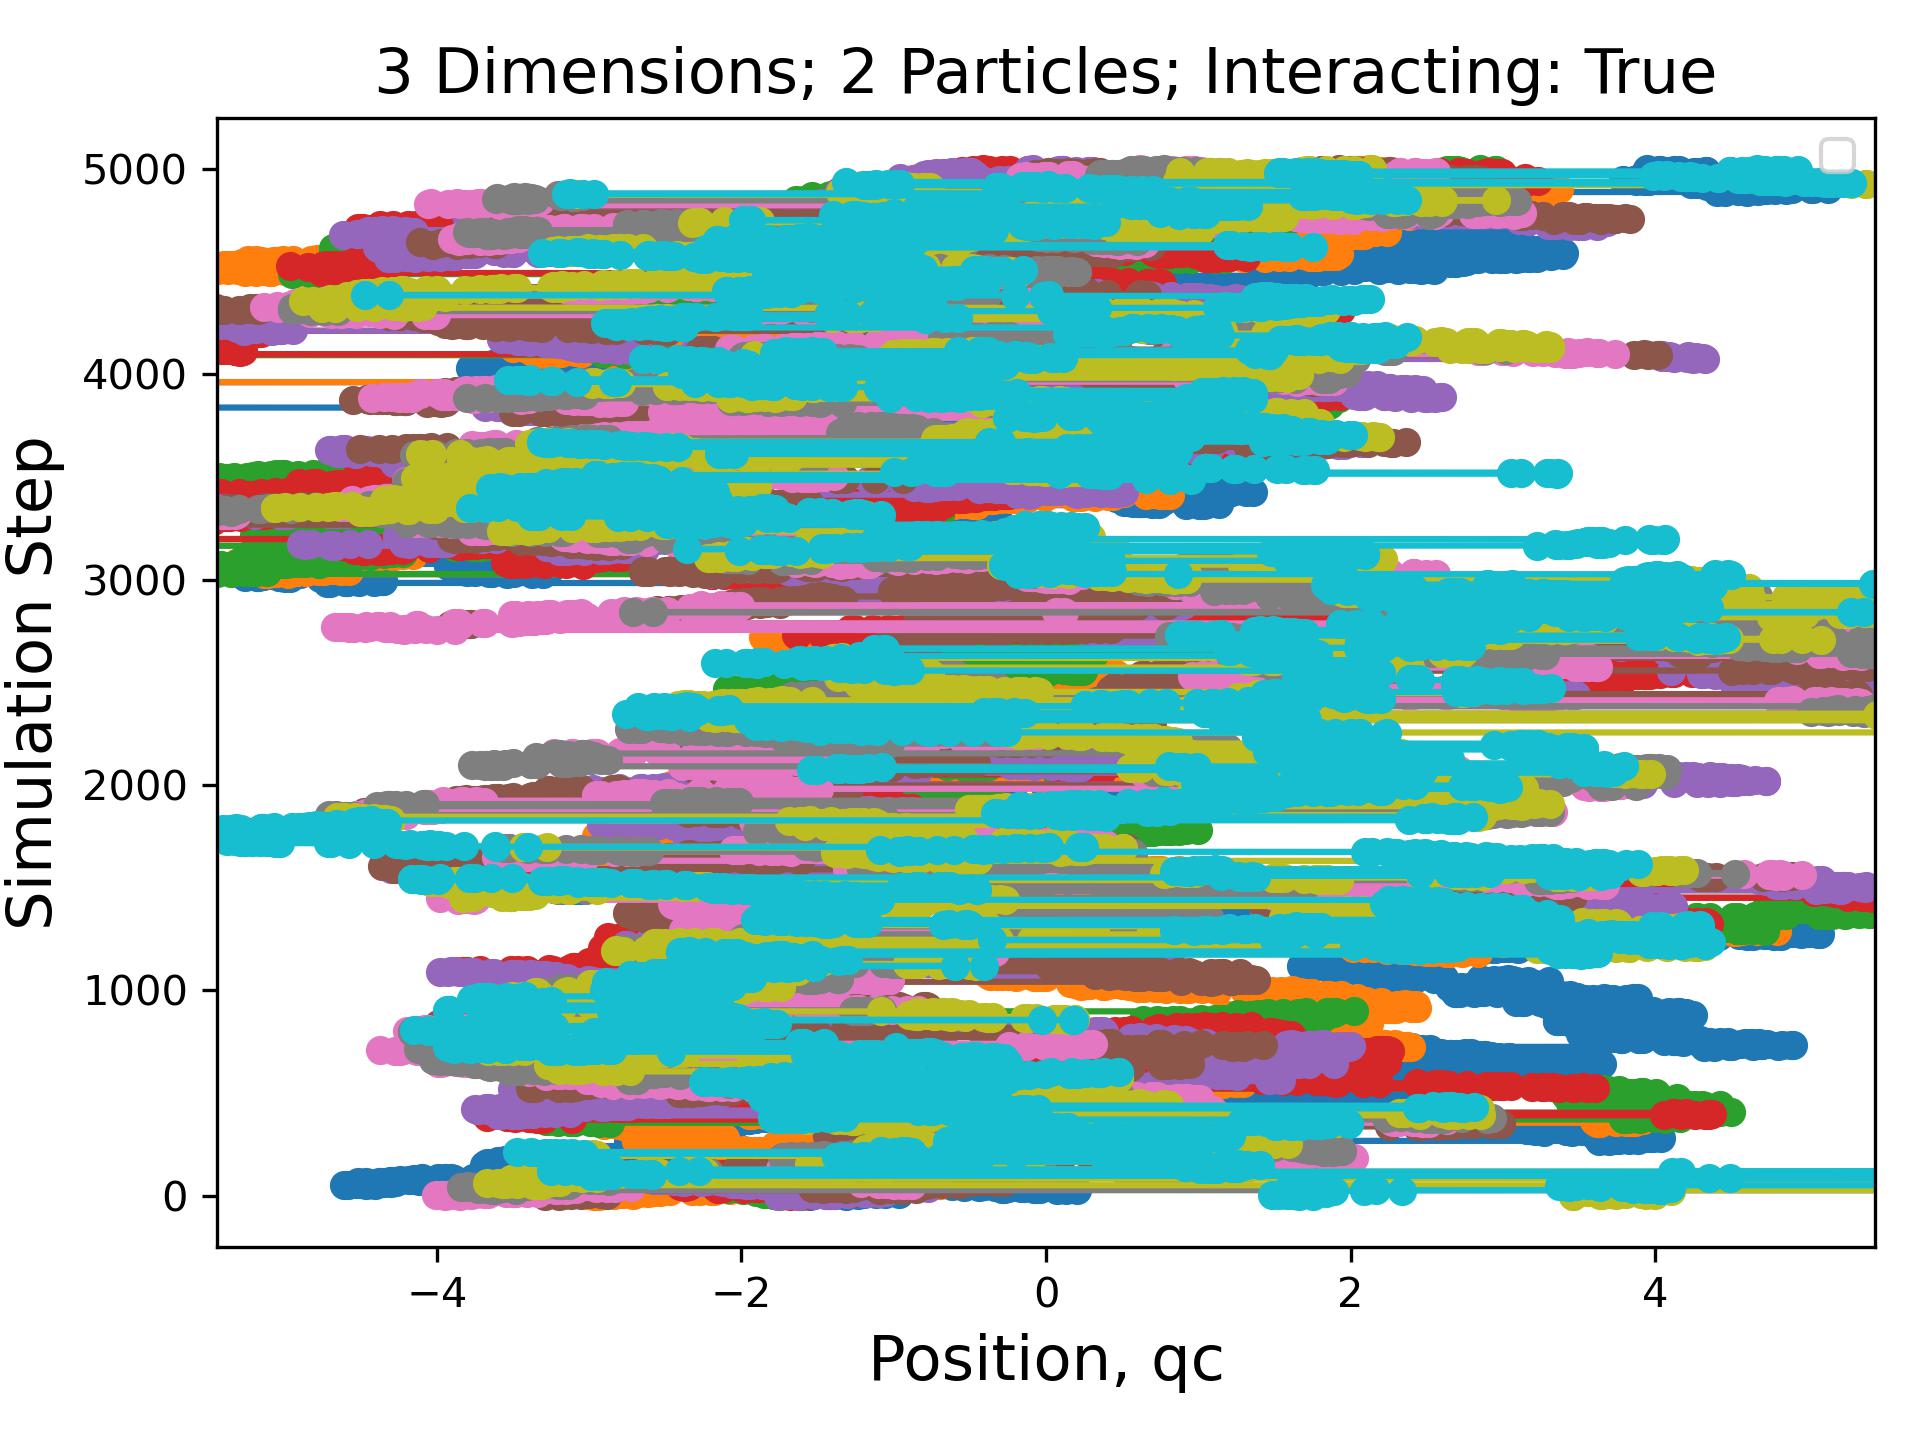 3 Dimensions; 2 Particles; Interacting: True
5000
4000
3000
2000
1000
0
Simulation Step
−4 −2 0 2 4
Position, qc